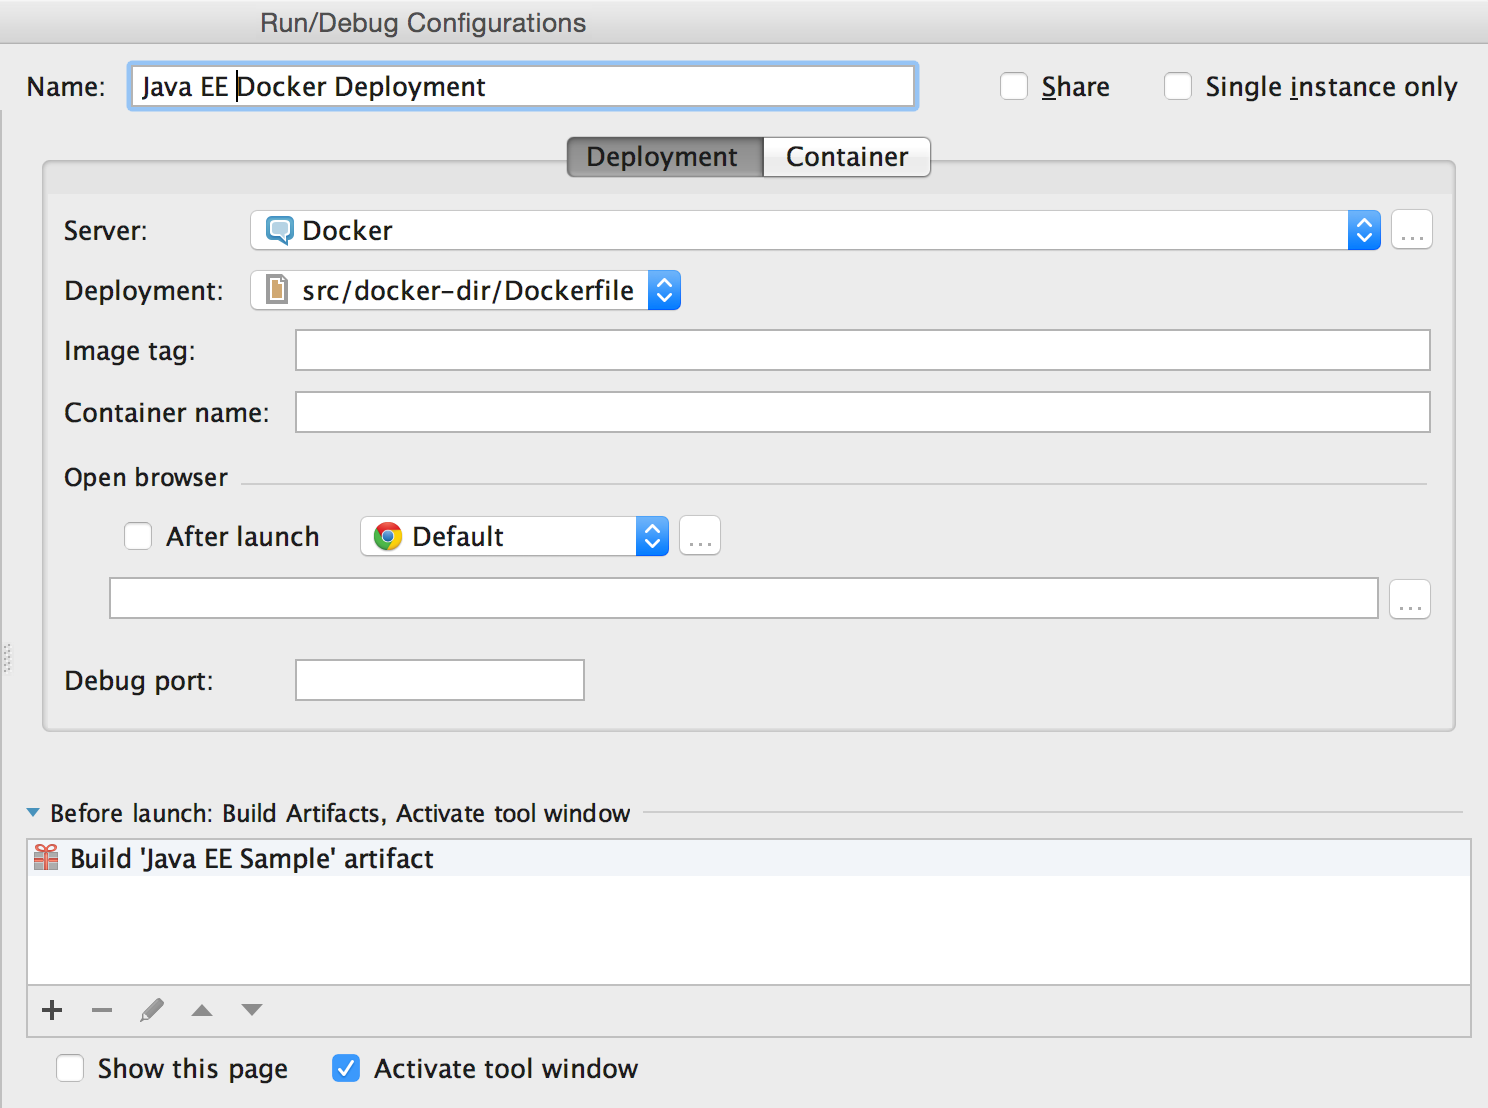 Run/Debug Configurations
Name: Java EE Docker Deployment Share Single instance only
Deployment Container
Server: Docker ...
Deployment: src/docker-dir/Dockerfile
Image tag:
Container name:
Open browser
After launch Default ...
...
Debug port:
Before launch: Build Artifacts, Activate tool window
Build 'Java EE Sample' artifact
Show this page Activate tool window